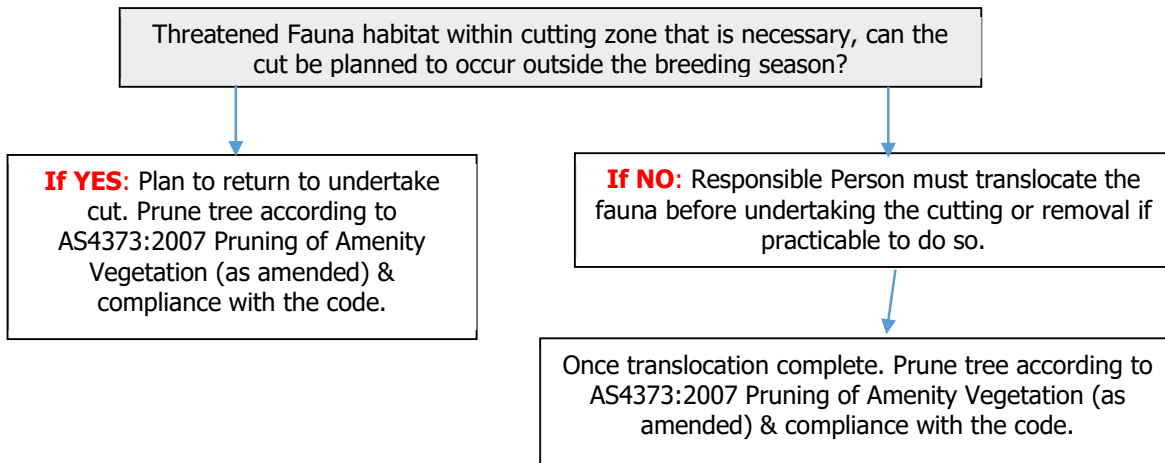 Threatened Fauna habitat within cutting zone that is necessary, can the
cut be planned to occur outside the breeding season?
If YES: Plan to return to undertake
cut. Prune tree according to
AS4373:2007 Pruning of Amenity
Vegetation (as amended) &
compliance with the code.
If NO: Responsible Person must translocate the
fauna before undertaking the cutting or removal if
practicable to do so.
Once translocation complete. Prune tree according to
AS4373:2007 Pruning of Amenity Vegetation (as
amended) & compliance with the code.